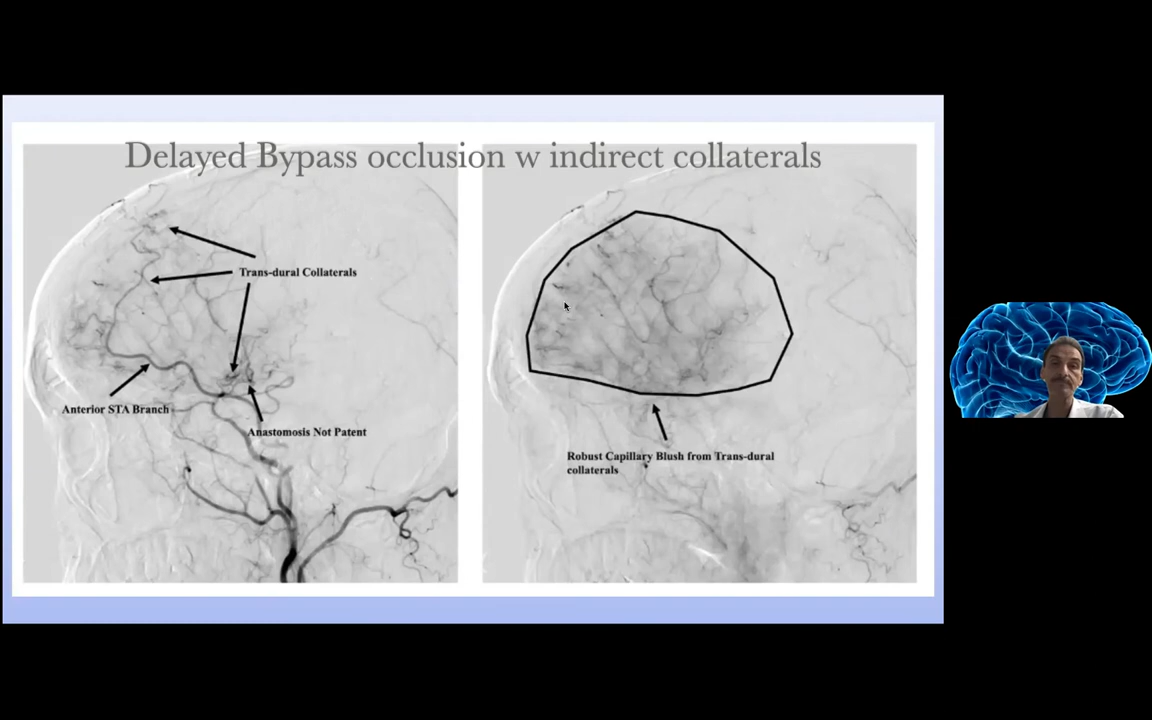 Delayed Bypass occlusion w indirect collaterals
Trans-dural Collaterals
Anterior STA Branch
Anastomosis Not Patent
Robust Capillary Blush from Trans-dural
collaterals